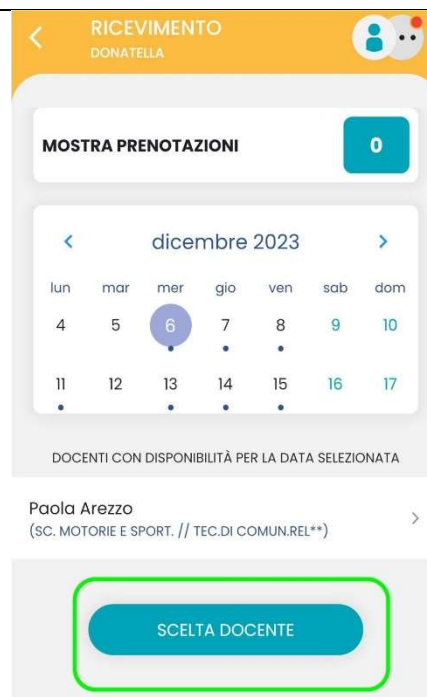 RICEVIMENTO
DONATELLA
MOSTRA PRENOTAZIONI 0
dicembre 2023
lun mar mer gio ven sab dom
4 5 6 7 8 9 10
11 12 13 14 15 16 17
DOCENTI CON DISPONIBILITÀ PER LA DATA SELEZIONATA
Paola Arezzo
(SC. MOTORIE E SPORT. // TEC.DI COMUN.REL**)
SCELTA DOCENTE